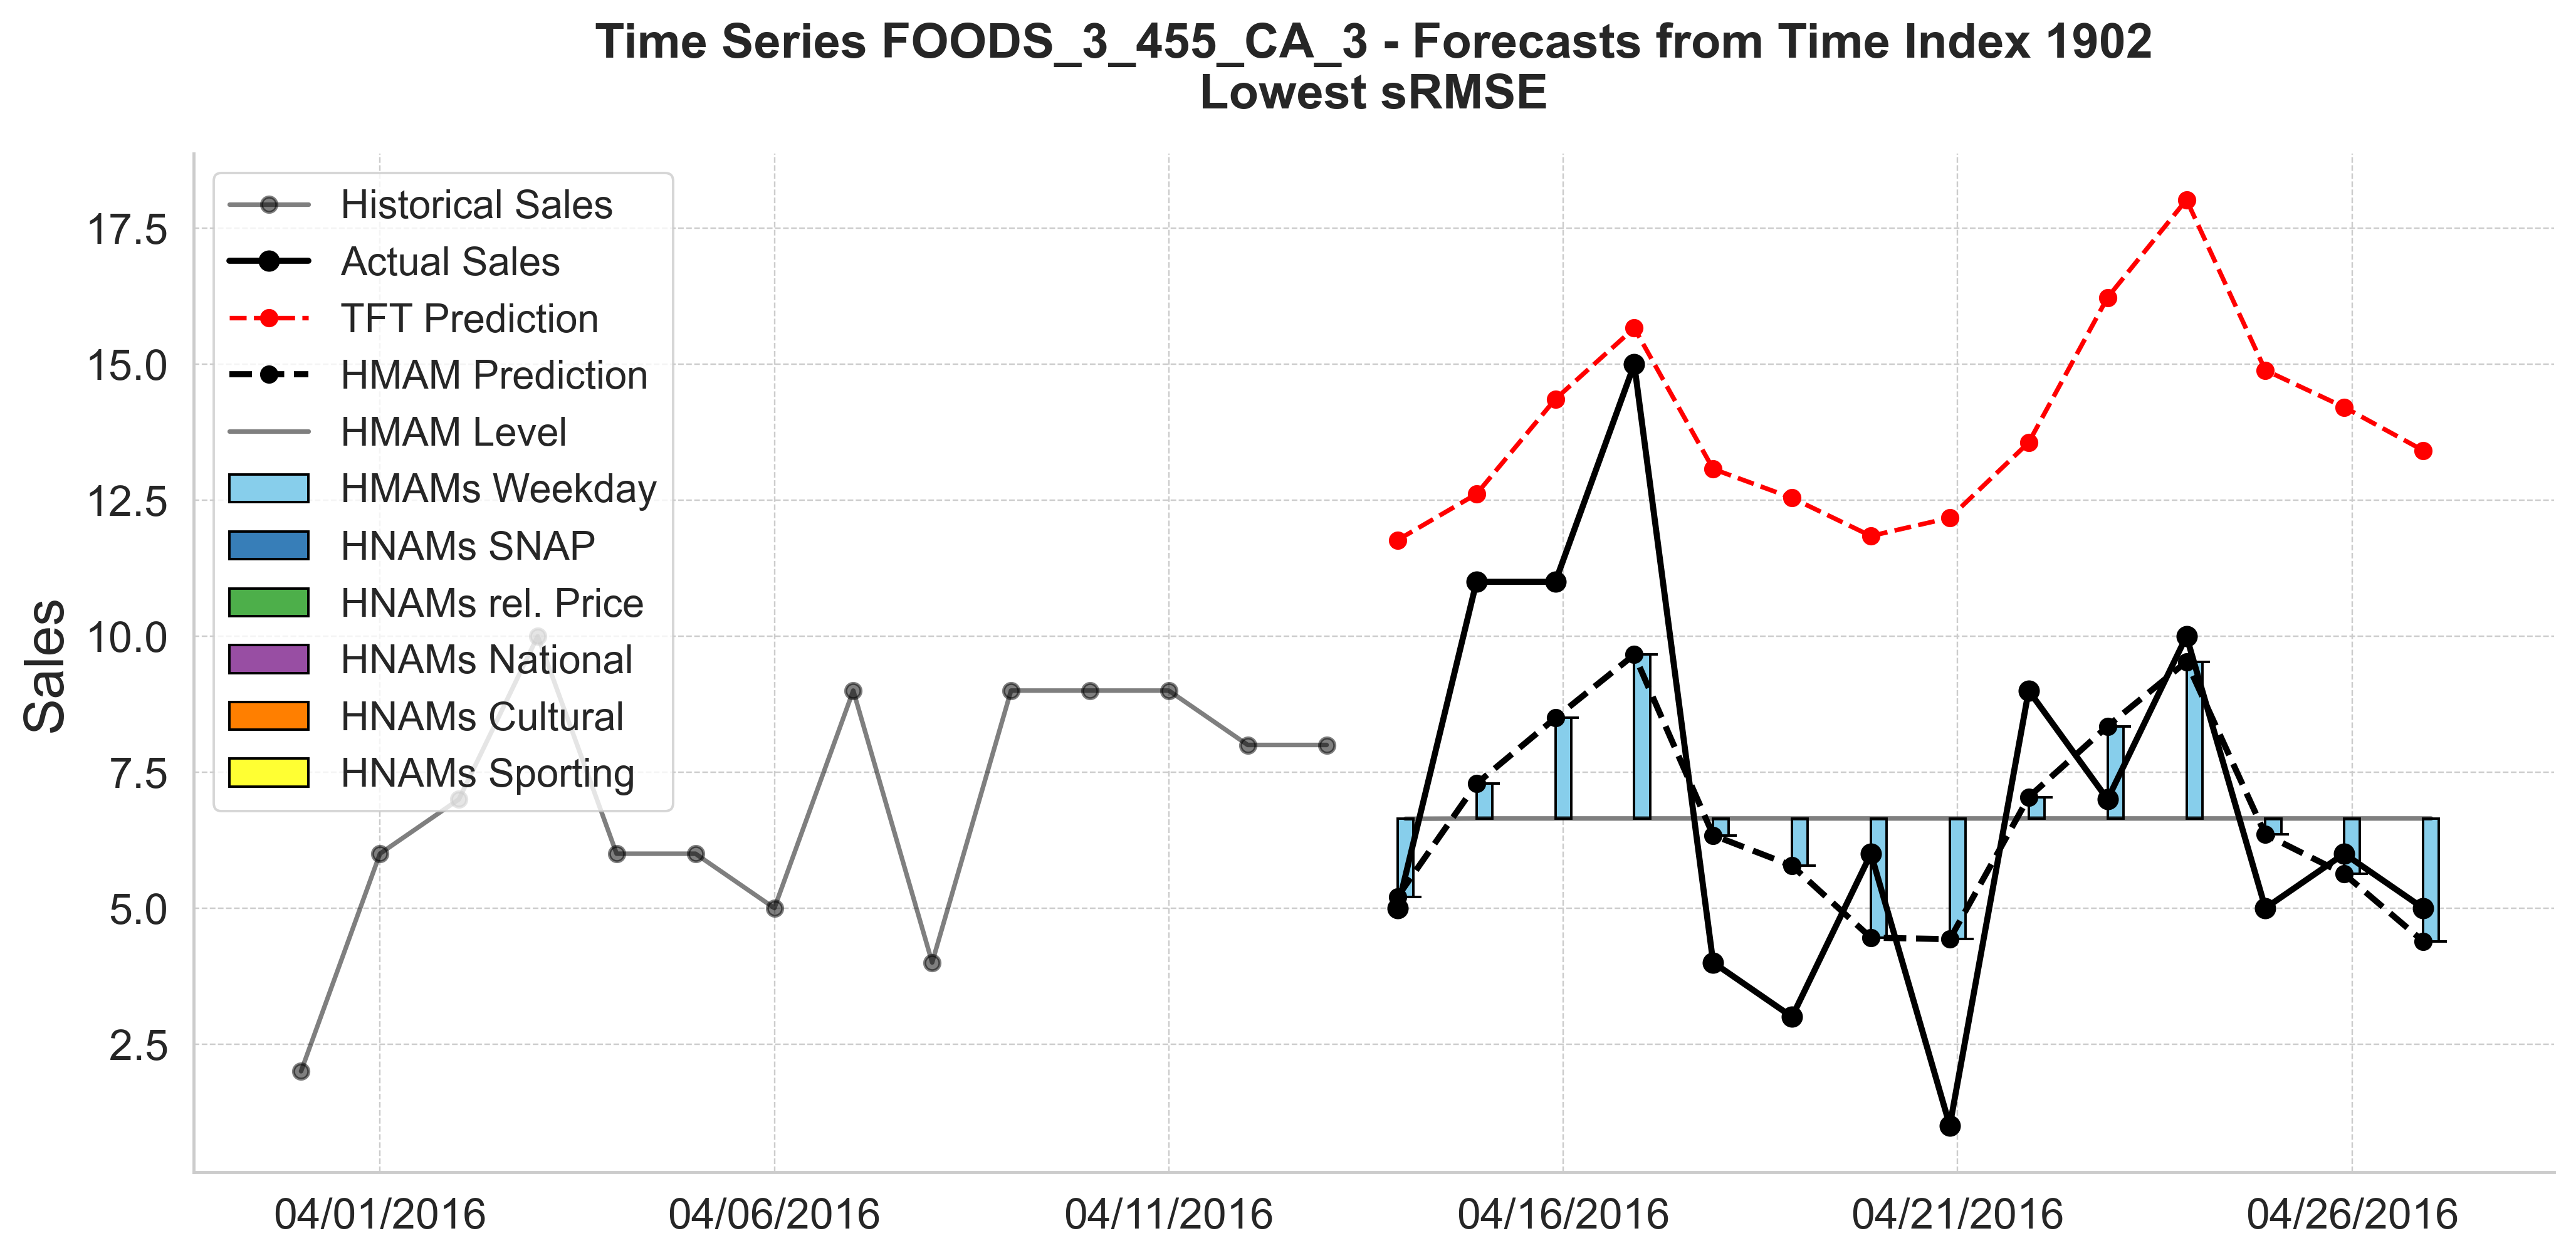 Time Series FOODS_3_455_CA_3 - Forecasts from Time Index 1902
Lowest sRMSE
Historical Sales
Actual Sales
TFT Prediction
HMAM Prediction
HMAM Level
HMAMs Weekday
HNAMs SNAP
HNAMs rel. Price
HNAMs National
HNAMs Cultural
HNAMs Sporting
Sales
17.5
15.0
12.5
10.0
7.5
5.0
2.5
04/01/2016
04/06/2016
04/11/2016
04/16/2016
04/21/2016
04/26/2016